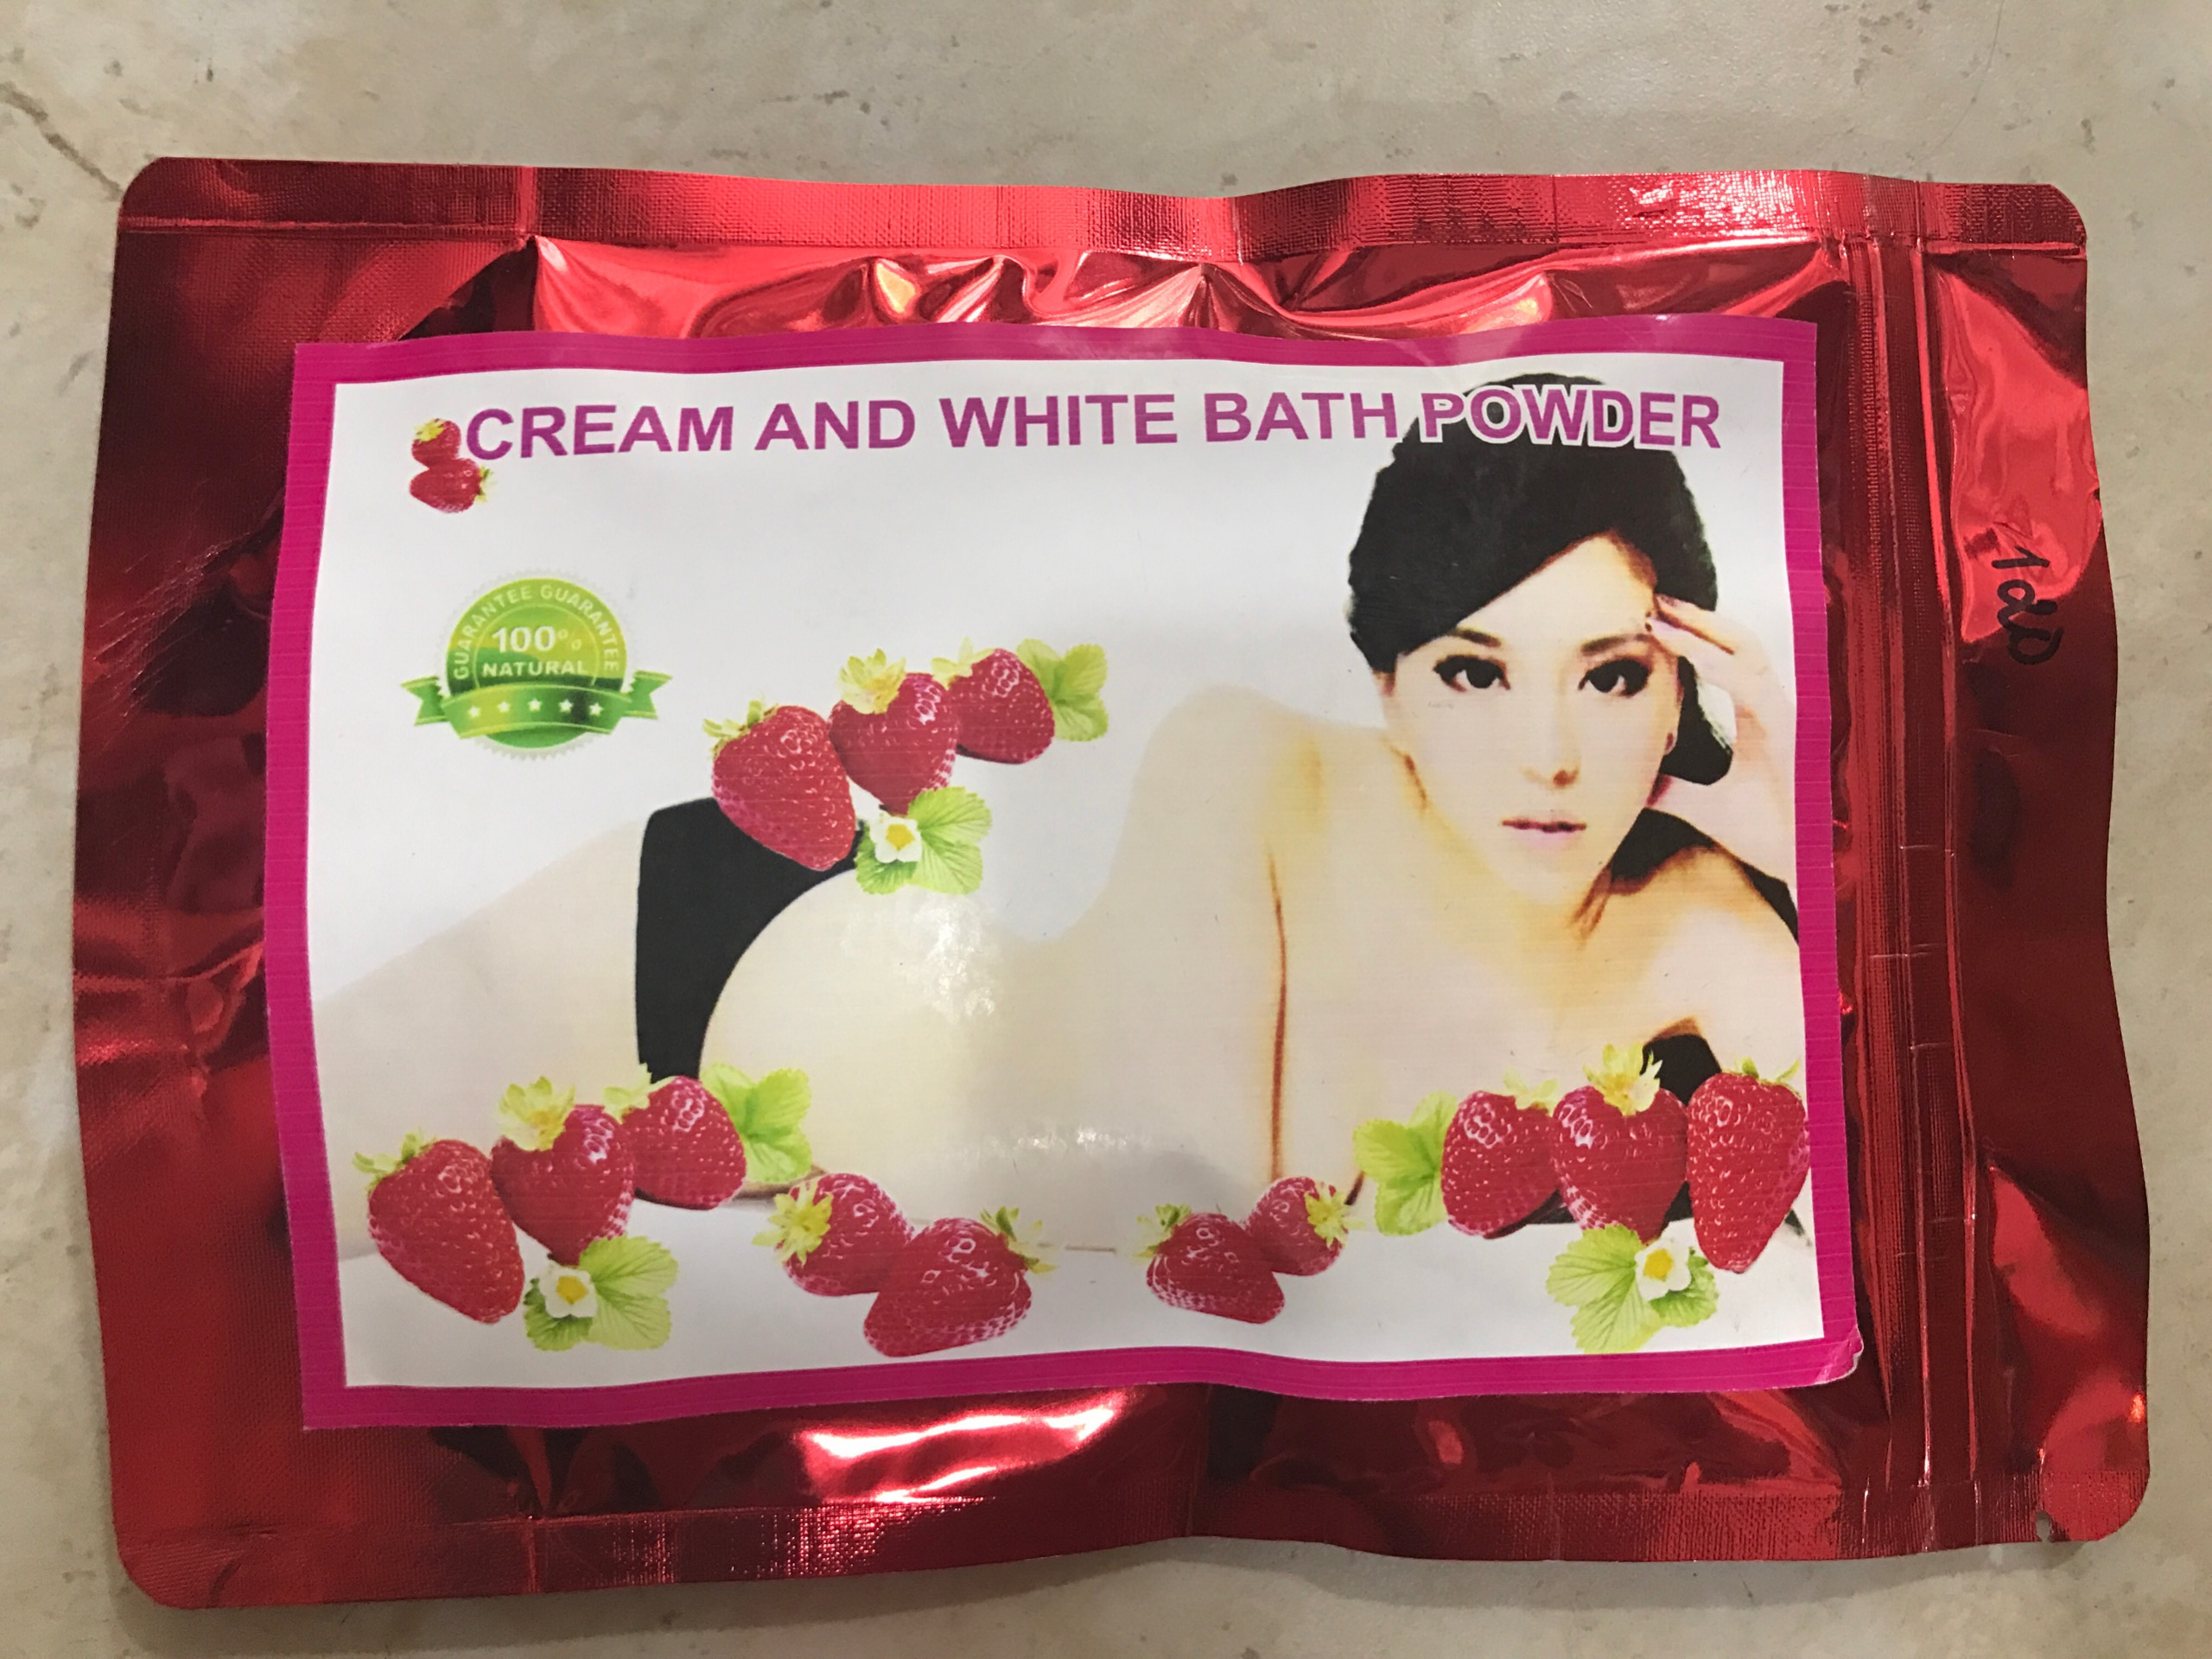 CREAM AND WHITE BATH POWDER
GUARANTEE GUARANTEE
100%
NATURAL